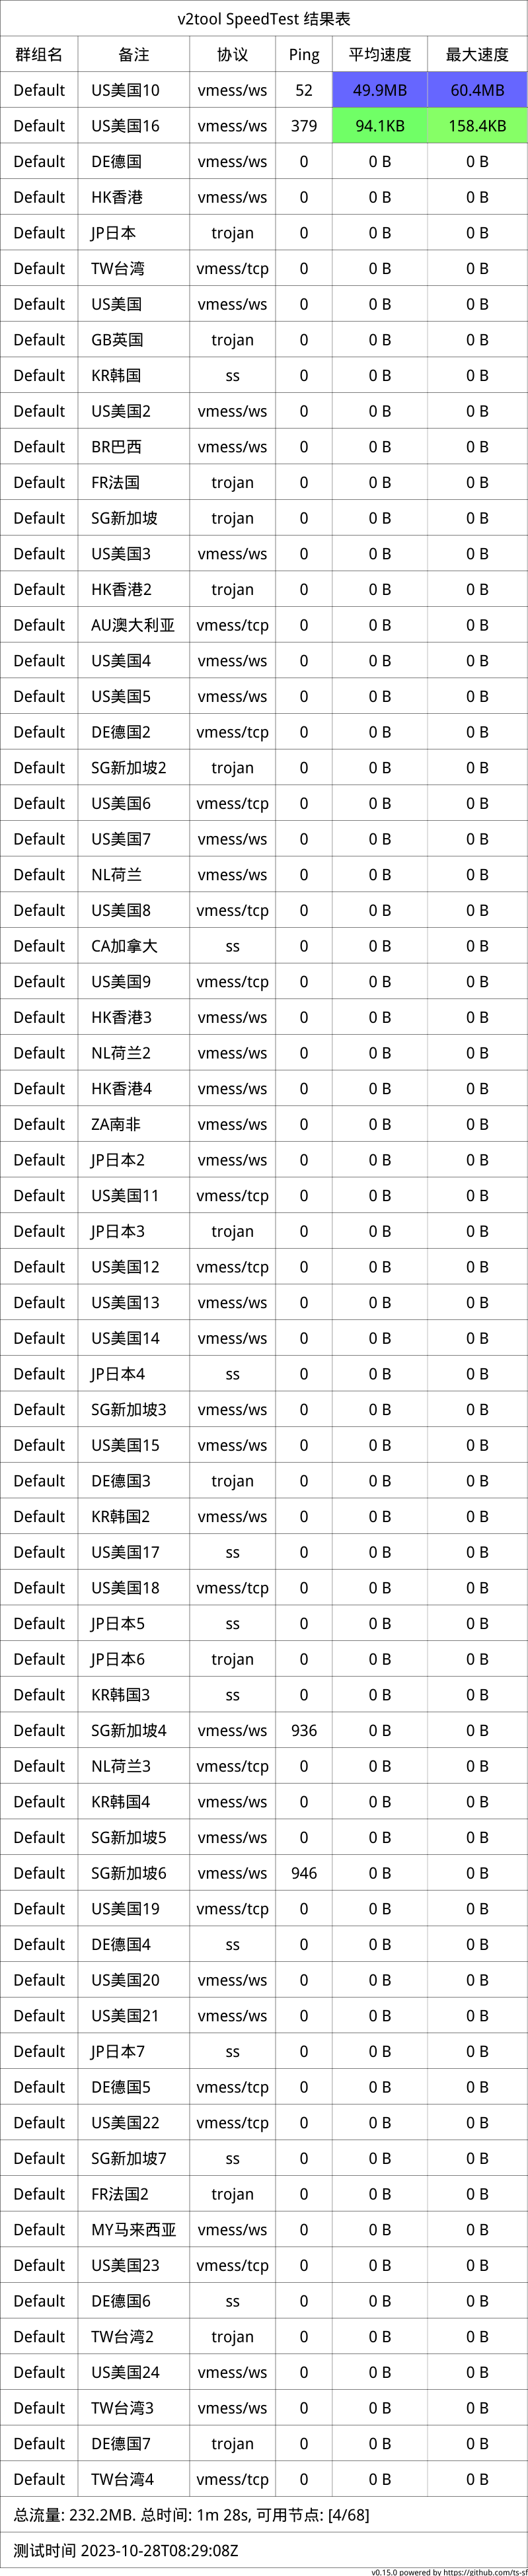 v2tool SpeedTest 结果表
群组名 备注 协议 Ping 平均速度 最大速度
Default US美国10 vmess/ws 52 49.9MB 60.4MB
Default US美国16 vmess/ws 379 94.1KB 158.4KB
Default DE德国 vmess/ws 0 0 B 0 B
Default HK香港 vmess/ws 0 0 B 0 B
Default JP日本 trojan 0 0 B 0 B
Default TW台湾 vmess/tcp 0 0 B 0 B
Default US美国 vmess/ws 0 0 B 0 B
Default GB英国 trojan 0 0 B 0 B
Default KR韩国 ss 0 0 B 0 B
Default US美国2 vmess/ws 0 0 B 0 B
Default BR巴西 vmess/ws 0 0 B 0 B
Default FR法国 trojan 0 0 B 0 B
Default SG新加坡 trojan 0 0 B 0 B
Default US美国3 vmess/ws 0 0 B 0 B
Default HK香港2 trojan 0 0 B 0 B
Default AU澳大利亚 vmess/tcp 0 0 B 0 B
Default US美国4 vmess/ws 0 0 B 0 B
Default US美国5 vmess/ws 0 0 B 0 B
Default DE德国2 vmess/tcp 0 0 B 0 B
Default SG新加坡2 trojan 0 0 B 0 B
Default US美国6 vmess/tcp 0 0 B 0 B
Default US美国7 vmess/ws 0 0 B 0 B
Default NL荷兰 vmess/ws 0 0 B 0 B
Default US美国8 vmess/tcp 0 0 B 0 B
Default CA加拿大 ss 0 0 B 0 B
Default US美国9 vmess/tcp 0 0 B 0 B
Default HK香港3 vmess/ws 0 0 B 0 B
Default NL荷兰2 vmess/ws 0 0 B 0 B
Default HK香港4 vmess/ws 0 0 B 0 B
Default ZA南非 vmess/ws 0 0 B 0 B
Default JP日本2 vmess/ws 0 0 B 0 B
Default US美国11 vmess/tcp 0 0 B 0 B
Default JP日本3 trojan 0 0 B 0 B
Default US美国12 vmess/tcp 0 0 B 0 B
Default US美国13 vmess/ws 0 0 B 0 B
Default US美国14 vmess/ws 0 0 B 0 B
Default JP日本4 ss 0 0 B 0 B
Default SG新加坡3 vmess/ws 0 0 B 0 B
Default US美国15 vmess/ws 0 0 B 0 B
Default DE德国3 trojan 0 0 B 0 B
Default KR韩国2 vmess/ws 0 0 B 0 B
Default US美国17 ss 0 0 B 0 B
Default US美国18 vmess/tcp 0 0 B 0 B
Default JP日本5 ss 0 0 B 0 B
Default JP日本6 trojan 0 0 B 0 B
Default KR韩国3 ss 0 0 B 0 B
Default SG新加坡4 vmess/ws 936 0 B 0 B
Default NL荷兰3 vmess/tcp 0 0 B 0 B
Default KR韩国4 vmess/ws 0 0 B 0 B
Default SG新加坡5 vmess/ws 0 0 B 0 B
Default SG新加坡6 vmess/ws 946 0 B 0 B
Default US美国19 vmess/tcp 0 0 B 0 B
Default DE德国4 ss 0 0 B 0 B
Default US美国20 vmess/ws 0 0 B 0 B
Default US美国21 vmess/ws 0 0 B 0 B
Default JP日本7 ss 0 0 B 0 B
Default DE德国5 vmess/tcp 0 0 B 0 B
Default US美国22 vmess/tcp 0 0 B 0 B
Default SG新加坡7 ss 0 0 B 0 B
Default FR法国2 trojan 0 0 B 0 B
Default MY马来西亚 vmess/ws 0 0 B 0 B
Default US美国23 vmess/tcp 0 0 B 0 B
Default DE德国6 ss 0 0 B 0 B
Default TW台湾2 trojan 0 0 B 0 B
Default US美国24 vmess/ws 0 0 B 0 B
Default TW台湾3 vmess/ws 0 0 B 0 B
Default DE德国7 trojan 0 0 B 0 B
Default TW台湾4 vmess/tcp 0 0 B 0 B
总流量: 232.2MB. 总时间: 1m 28s, 可用节点: [4/68]
测试时间 2023-10-28T08:29:08Z
v0.15.0 powered by https://github.com/ts-sf